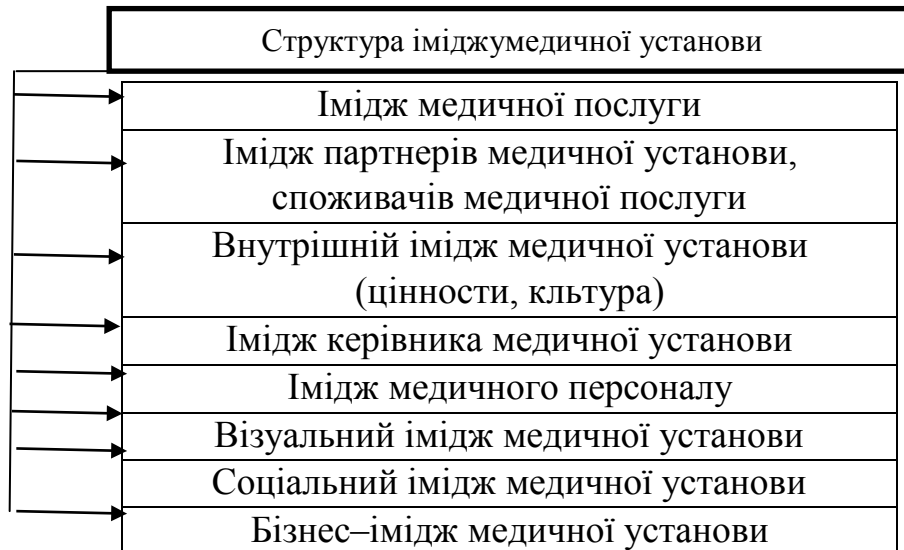 Структура іміджумедичної установи
Імідж медичної послуги
Імідж партнерів медичної установи,
споживачів медичної послуги
Внутрішній імідж медичної установи
(цінности, кльтура)
Імідж керівника медичної установи
Імідж медичного персоналу
Візуальний імідж медичної установи
Соціальний імідж медичної установи
Бізнес–імідж медичної установи